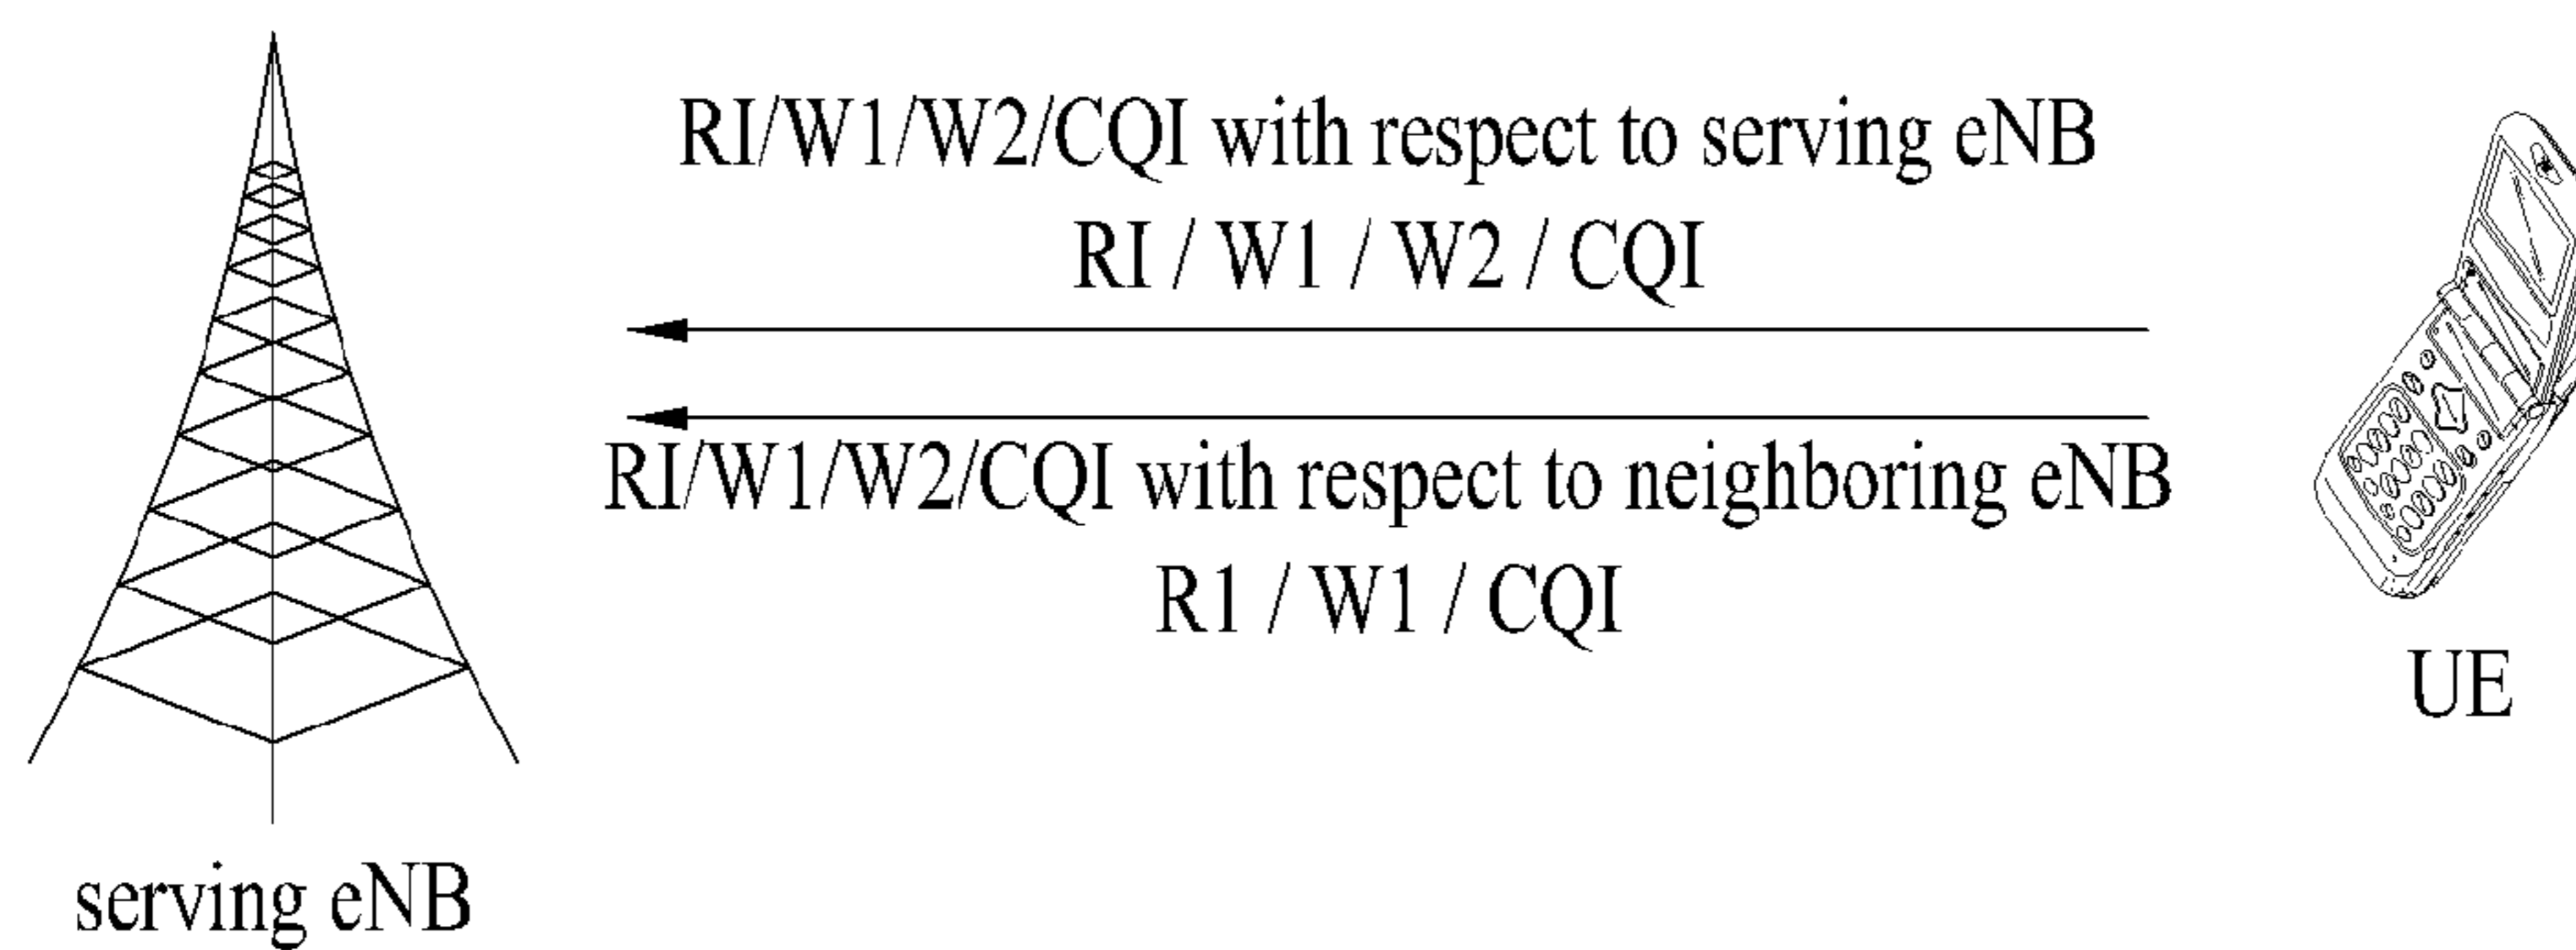 RI/W1/W2/CQI with respect to serving eNB
RI / W1 / W2 / CQI
RI/W1/W2/CQI with respect to neighboring eNB
R1 / W1 / CQI
UE
serving eNB